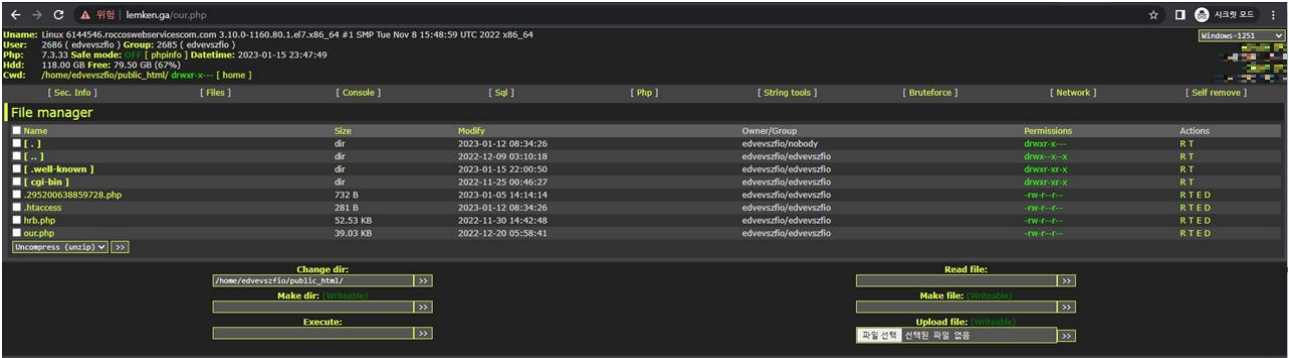 위험 lemken.ga/our.php 시크릿 모드
Uname: Linux 6144546.roccoswebservicescom.com 3.10.0-1160.80.1.el7.x86_64 #1 SMP Tue Nov 8 15:48:59 UTC 2022 x86_64 Windows-1251
User: 2686 ( edvevszfio ) Group: 2685 ( edvevszfio )
Php: 7.3.33 Safe mode: OFF [ phpinfo ] Datetime: 2023-01-15 23:47:49
Hdd: 118.00 GB Free: 79.50 GB (67%)
Cwd: /home/edvevszfio/public_html/ drwxr-x--- [ home ]
[ Sec. Info ] [ Files ] [ Console ] [ Sql ] [ Php ] [ String tools ] [ Bruteforce ] [ Network ] [ Self remove ]
File manager
Name Size Modify Owner/Group Permissions Actions
[ . ] dir 2023-01-12 08:34:26 edvevszfio/nobody drwxr-x--- R T
[ .. ] dir 2022-12-09 03:10:18 edvevszfio/edvevszfio drwx--x--x R T
[ .well-known ] dir 2023-01-15 22:00:50 edvevszfio/edvevszfio drwxr-xr-x R T
[ cgi-bin ] dir 2022-11-25 00:46:27 edvevszfio/edvevszfio drwxr-xr-x R T
.295200638859728.php 732 B 2023-01-05 14:14:14 edvevszfio/edvevszfio -rw-r--r-- R T E D
.htaccess 281 B 2023-01-12 08:34:26 edvevszfio/edvevszfio -rw-r--r-- R T E D
hrb.php 52.53 KB 2022-11-30 14:42:48 edvevszfio/edvevszfio -rw-r--r-- R T E D
our.php 39.03 KB 2022-12-20 05:58:41 edvevszfio/edvevszfio -rw-r--r-- R T E D
Uncompress (unzip) >>
Change dir: Read file:
/home/edvevszfio/public_html/ >> >>
Make dir: (Writeable) Make file: (Writeable)
>> >>
Execute: Upload file: (Writeable)
>> 파일 선택 선택된 파일 없음 >>